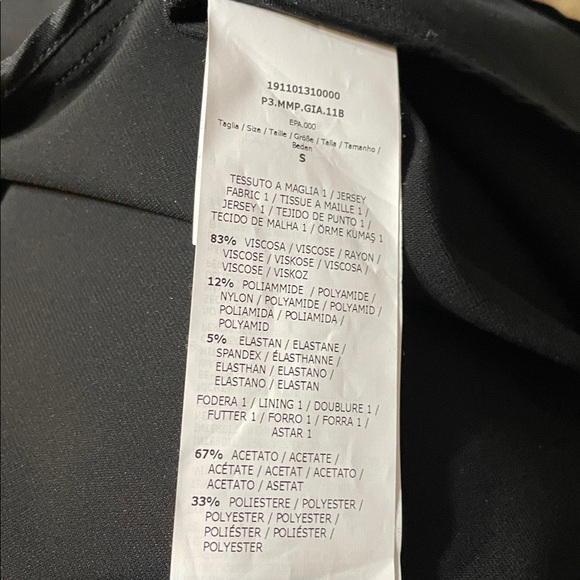 191101310000
P3.MMP.GIA.11B
EPA.000
Taglia / Size / Taille / Größe / Talla / Tamanho /
Beden
S
TESSUTO A MAGLIA 1 / JERSEY
FABRIC 1 / TISSUE A MAILLE 1 /
JERSEY 1 / TEJIDO DE PUNTO 1 /
TECIDO DE MALHA 1 / ÖRME KUMAŞ 1
83% VISCOSA / VISCOSE / RAYON /
VISCOSE / VISKOSE / VISCOSA /
VISCOSE / VISKOZ
12% POLIAMMIDE / POLYAMIDE /
NYLON / POLYAMIDE / POLYAMID /
POLIAMIDA / POLIAMIDA /
POLYAMID
5% ELASTAN / ELASTANE /
SPANDEX / ÉLASTHANNE /
ELASTHAN / ELASTANO /
ELASTANO / ELASTAN
FODERA 1 / LINING 1 / DOUBLURE 1 /
FUTTER 1 / FORRO 1 / FORRA 1 /
ASTAR 1
67% ACETATO / ACETATE /
ACÉTATE / ACETAT / ACETATO /
ACETATO / ASETAT
33% POLIESTERE / POLYESTER /
POLYESTER / POLYESTER /
POLIÉSTER / POLIÉSTER /
POLYESTER